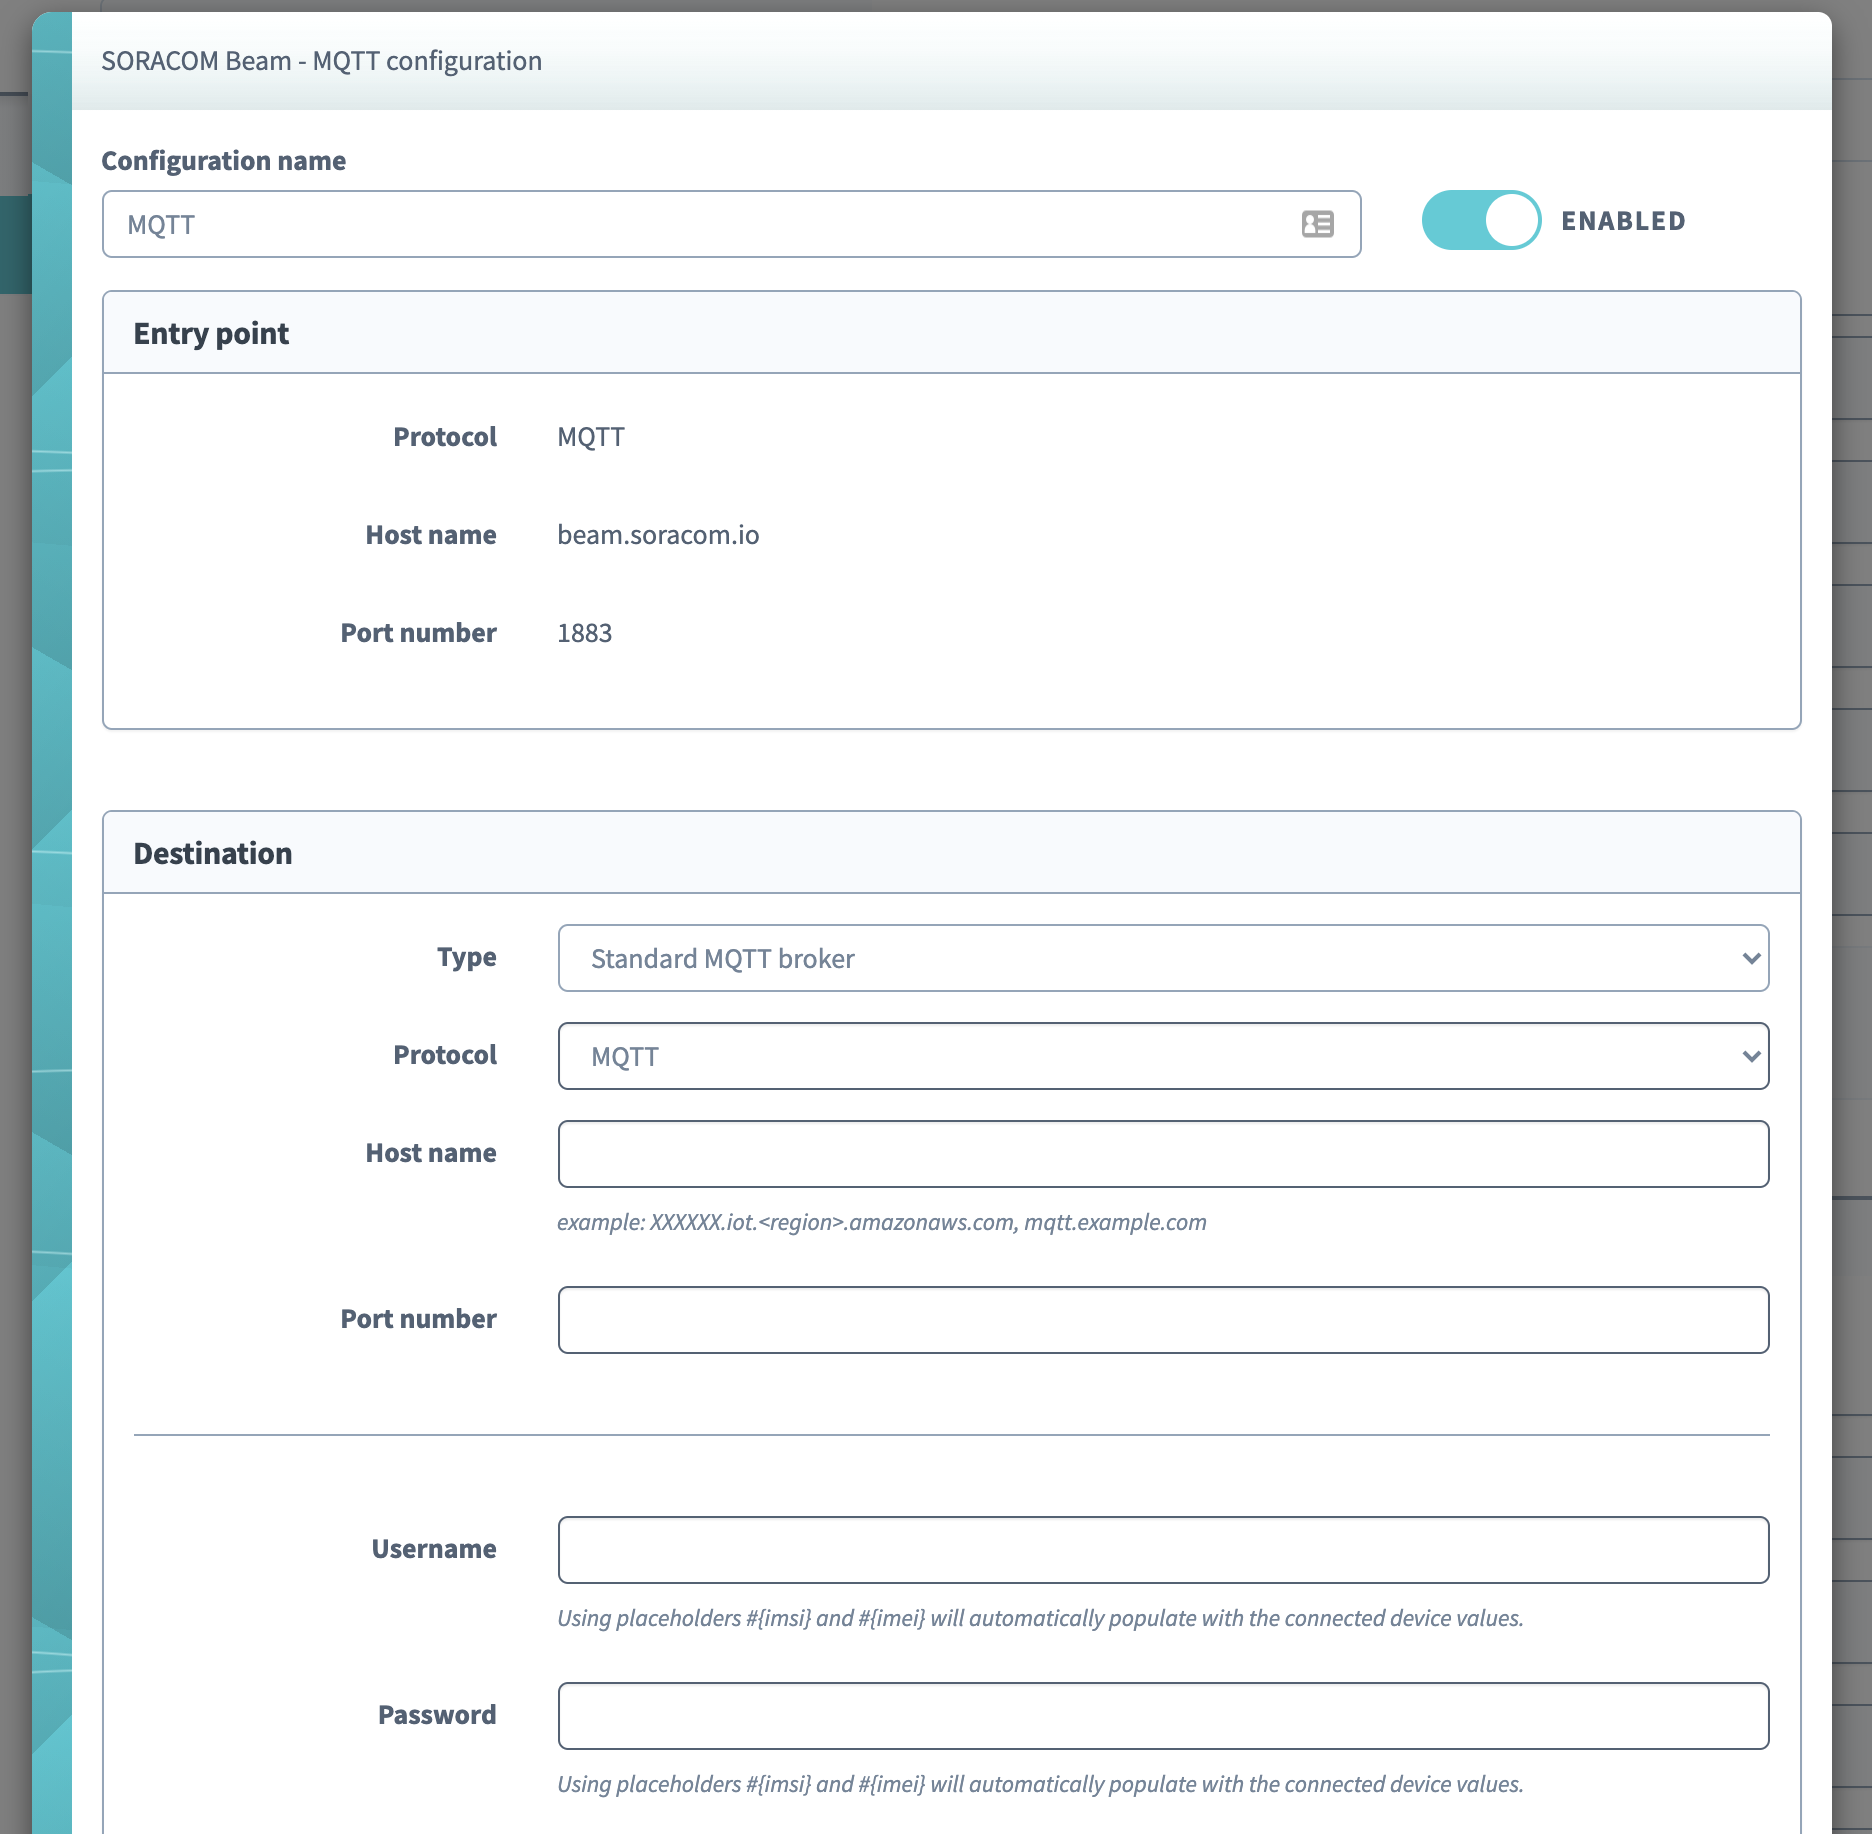 SORACOM Beam - MQTT configuration
Configuration name
MQTT
ENABLED
Entry point
Protocol MQTT
Host name beam.soracom.io
Port number 1883
Destination
Type Standard MQTT broker
Protocol MQTT
Host name
example: XXXXXX.iot.<region>.amazonaws.com, mqtt.example.com
Port number
Username
Using placeholders #{imsi} and #{imei} will automatically populate with the connected device values.
Password
Using placeholders #{imsi} and #{imei} will automatically populate with the connected device values.